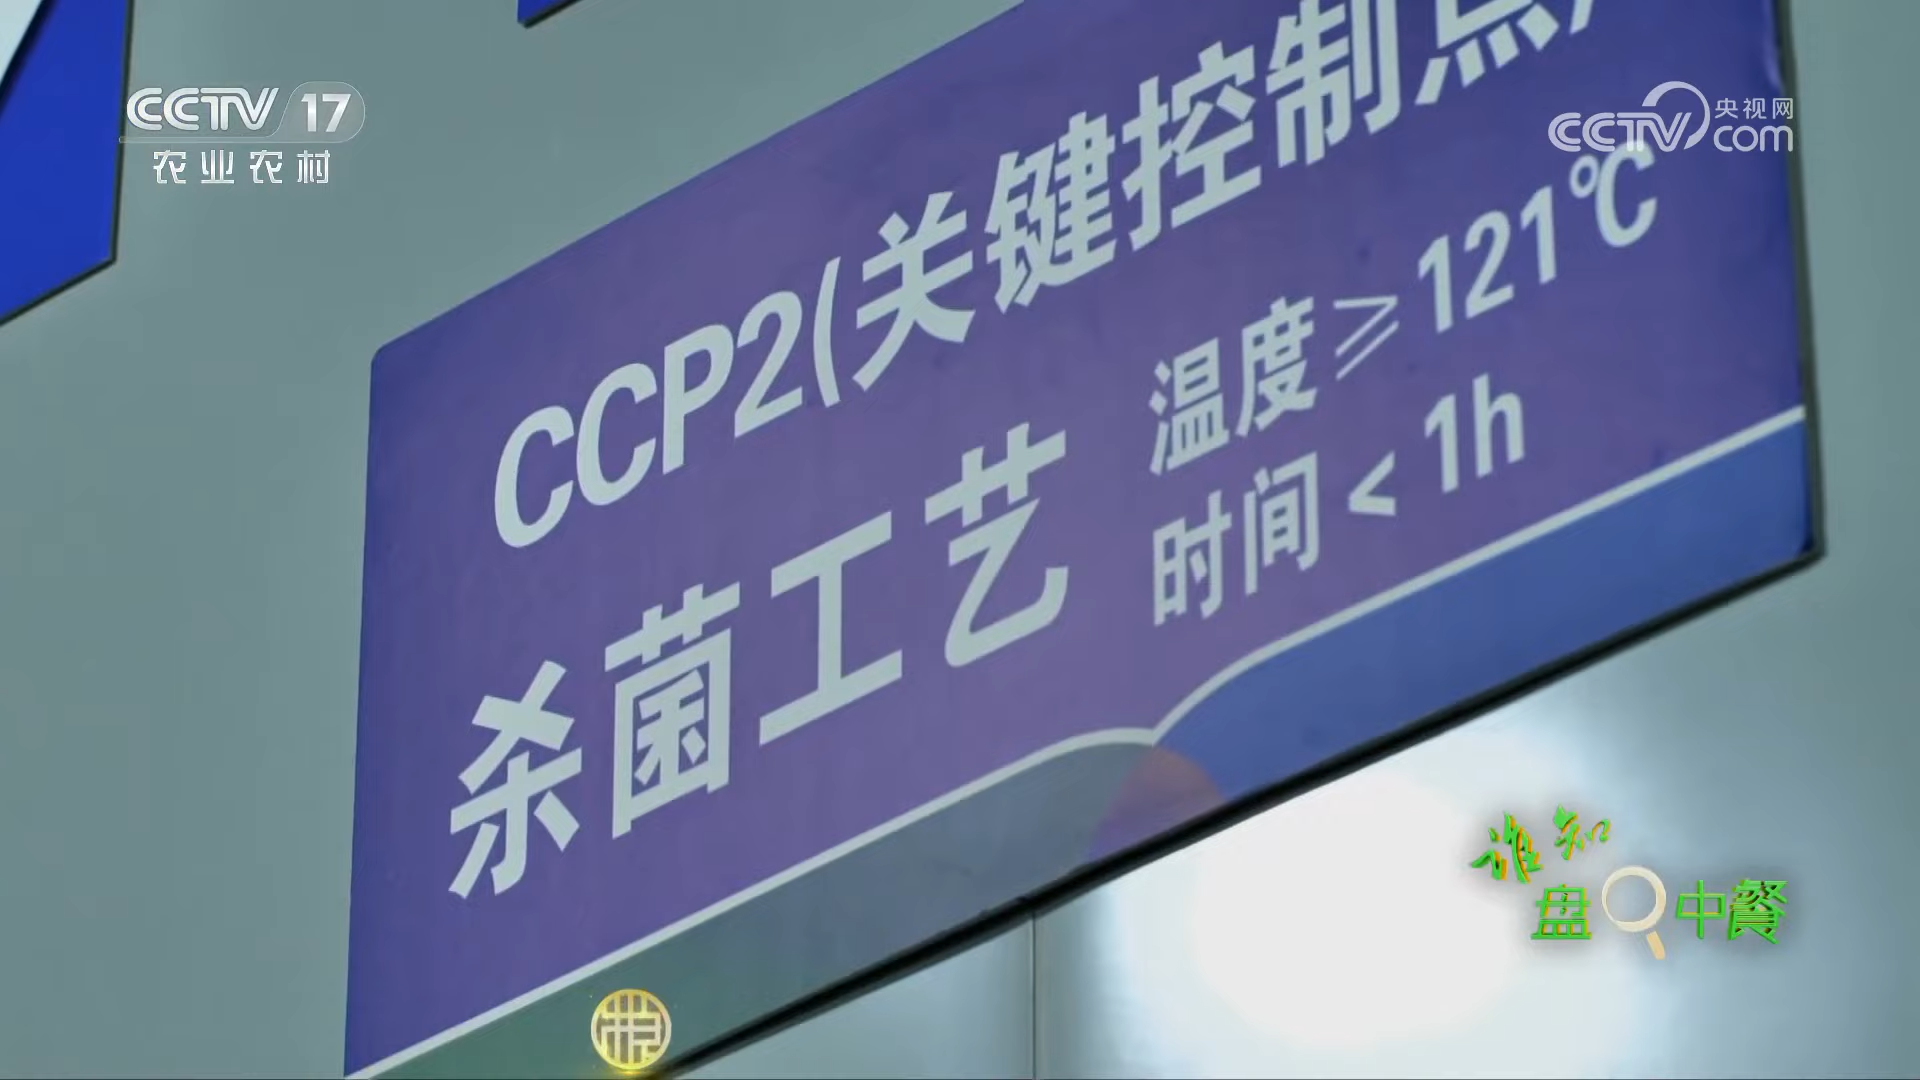 CCTV 17
农业农村
央视网
CCTV.com
CCP2(关键控制点)
杀菌工艺
温度≥121℃
时间<1h
谁知
盘中餐